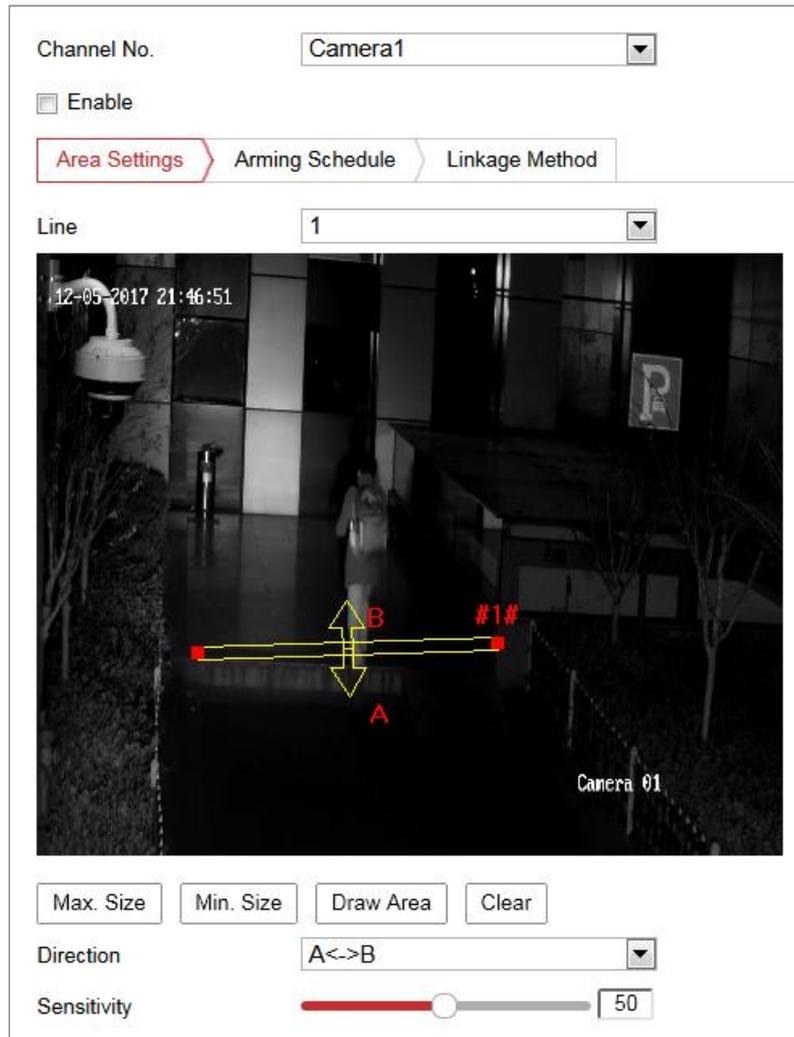 Channel No. Camera1
Enable
Area Settings Arming Schedule Linkage Method
Line 1
12-05-2017 21:46:51
P
B #1#
A
Camera 01
Max. Size Min. Size Draw Area Clear
Direction A<->B
Sensitivity 50